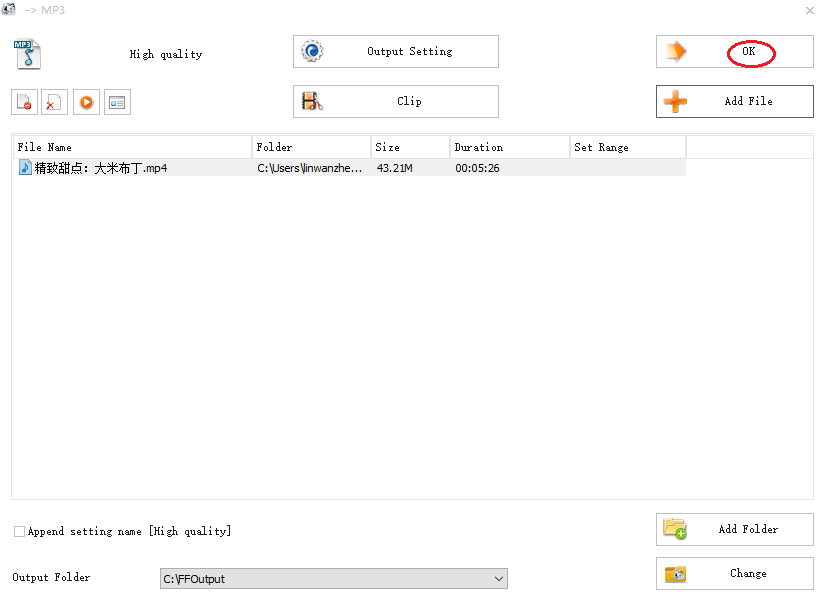 -> MP3
MP3
High quality
Output Setting
OK
Clip
Add File
File Name Folder Size Duration Set Range
精致甜点：大米布丁.mp4 C:\Users\linwanzhe... 43.21M 00:05:26
Append setting name [High quality]
Add Folder
Output Folder
C:\FFOutput
Change